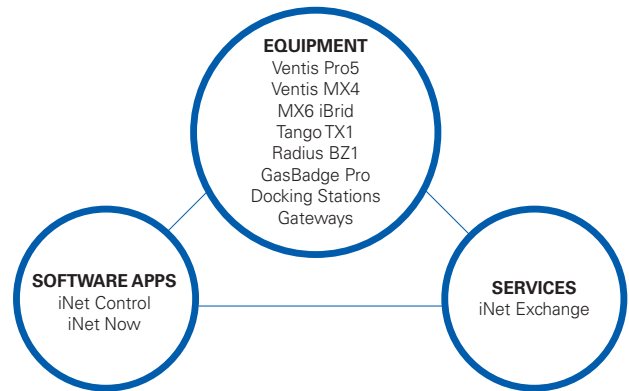 EQUIPMENT
Ventis Pro5
Ventis MX4
MX6 iBrid
Tango TX1
Radius BZ1
GasBadge Pro
Docking Stations
Gateways
SOFTWARE APPS
iNet Control
iNet Now
SERVICES
iNet Exchange